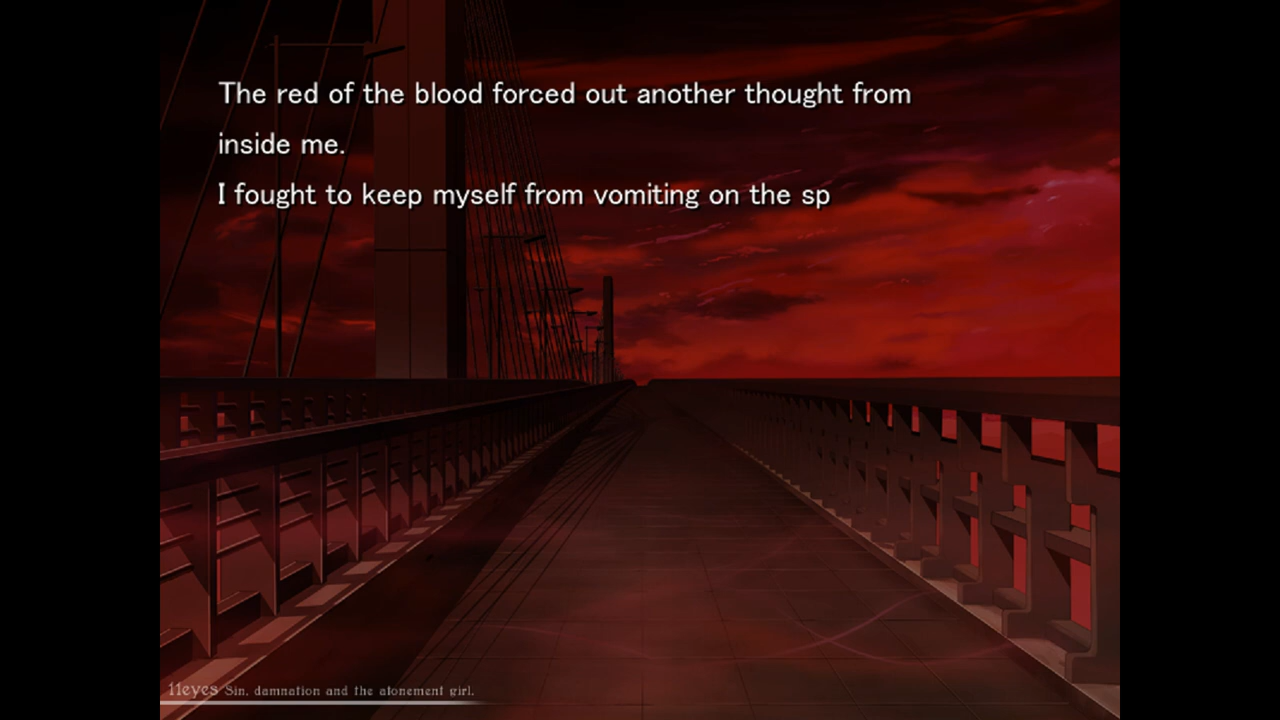 The red of the blood forced out another thought from
inside me.
I fought to keep myself from vomiting on the sp
11eyes Sin, damnation and the atonement girl.